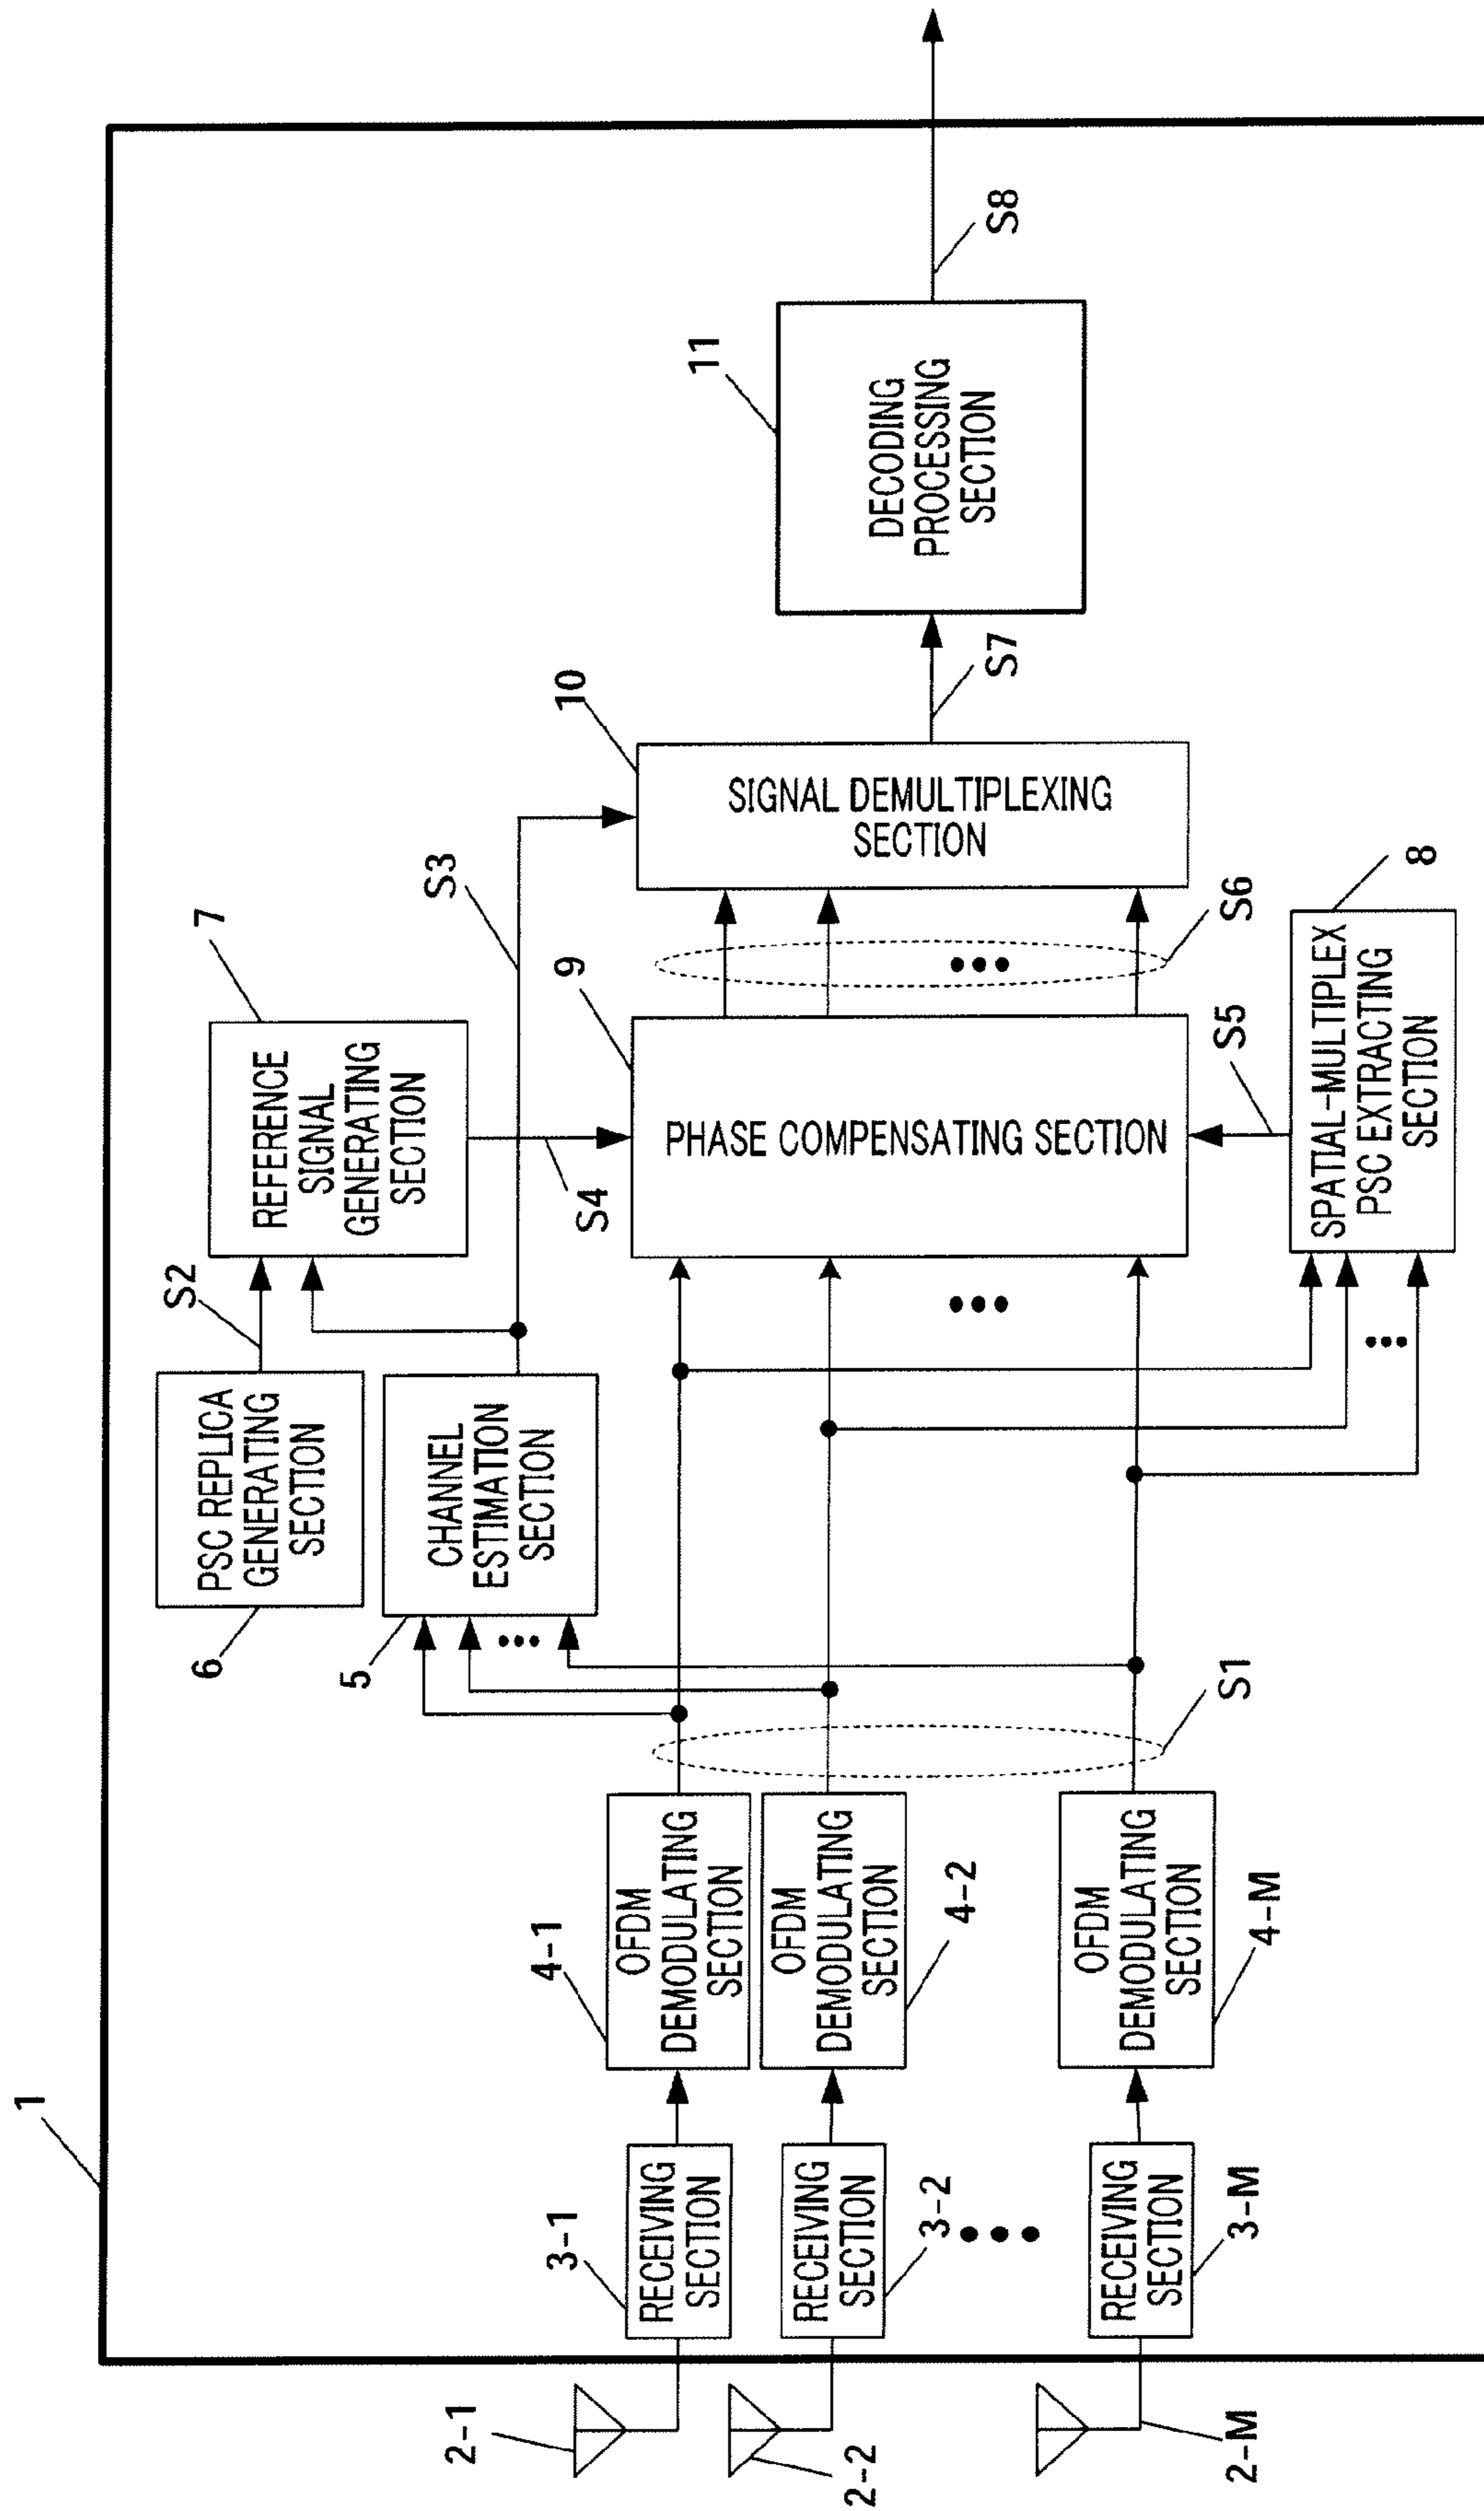 1
2-1
2-2
2-M
3-1
RECEIVING
SECTION
RECEIVING
SECTION
3-2
RECEIVING
SECTION
3-M
4-1
OFDM
DEMODULATING
SECTION
OFDM
DEMODULATING
SECTION
4-2
OFDM
DEMODULATING
SECTION
4-M
S1
6
PSC REPLICA
GENERATING
SECTION
S2
5
CHANNEL
ESTIMATION
SECTION
S3
7
REFERENCE
SIGNAL
GENERATING
SECTION
S4
9
PHASE COMPENSATING SECTION
S5
SPATIAL-MULTIPLEX
PSC EXTRACTING
SECTION
8
S6
10
SIGNAL DEMULTIPLEXING
SECTION
S7
11
DECODING
PROCESSING
SECTION
S8